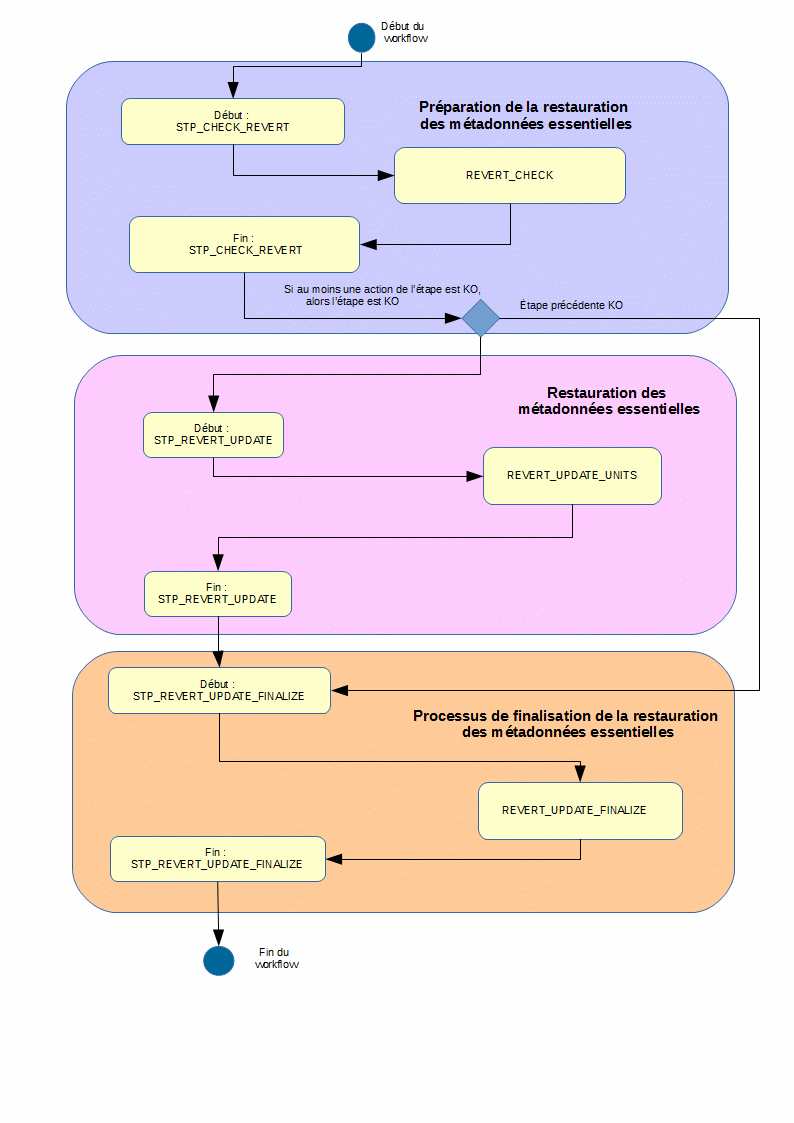 Début du
workflow
Préparation de la restauration
des métadonnées essentielles
Début :
STP_CHECK_REVERT
REVERT_CHECK
Fin :
STP_CHECK_REVERT
Si au moins une action de l'étape est KO,
alors l'étape est KO
Étape précédente KO
Restauration des
métadonnées essentielles
Début :
STP_REVERT_UPDATE
REVERT_UPDATE_UNITS
Fin :
STP_REVERT_UPDATE
Début :
STP_REVERT_UPDATE_FINALIZE
Processus de finalisation de la restauration
des métadonnées essentielles
REVERT_UPDATE_FINALIZE
Fin :
STP_REVERT_UPDATE_FINALIZE
Fin du
workflow